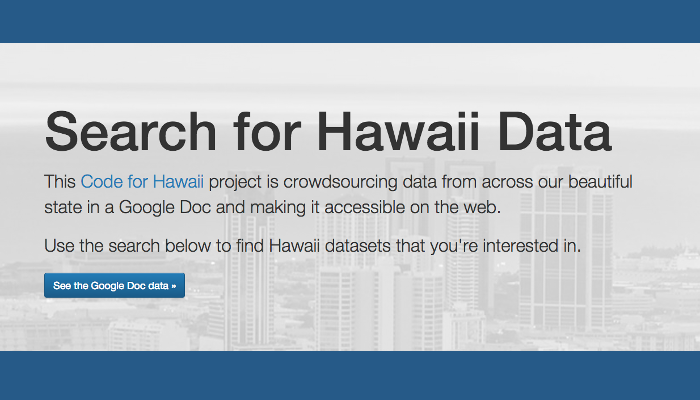 Search for Hawaii Data
This Code for Hawaii project is crowdsourcing data from across our beautiful
state in a Google Doc and making it accessible on the web.
Use the search below to find Hawaii datasets that you're interested in.
See the Google Doc data »